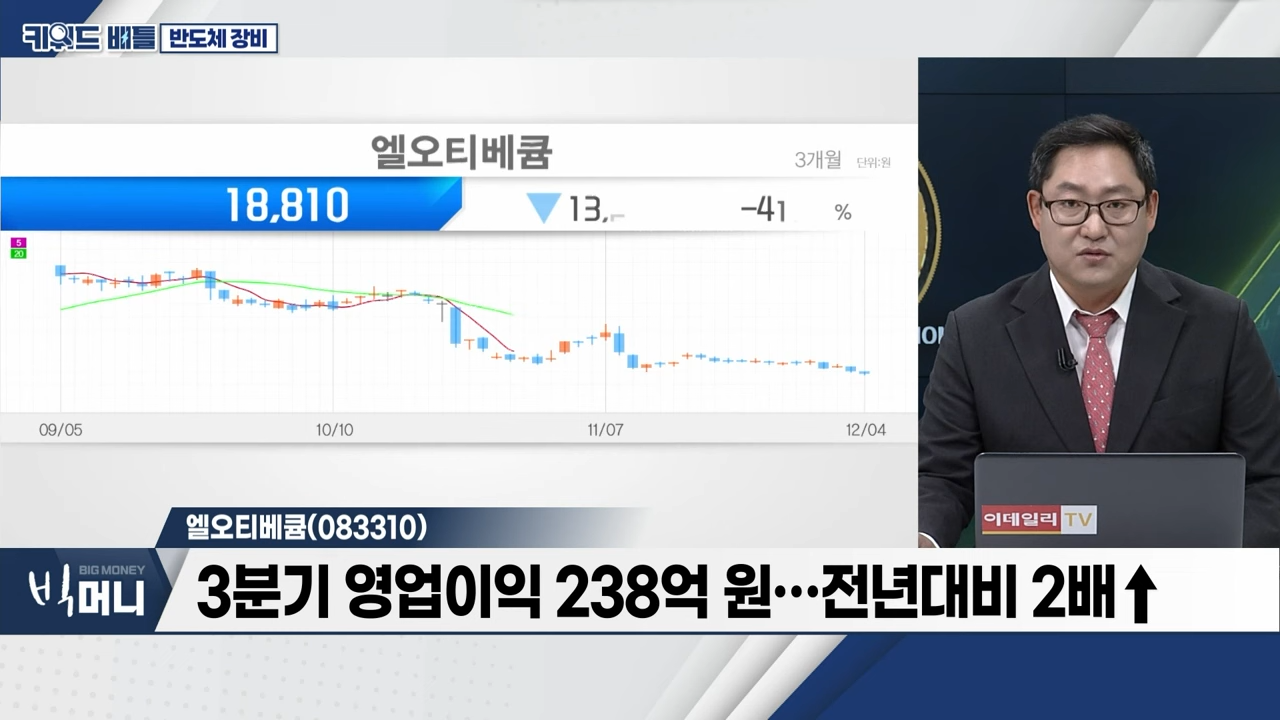 키워드 배틀 반도체 장비
엘오티베큠
3개월 단위:원
18,810 ▼ 13, -41 %
5
20
09/05 10/10 11/07 12/04
이데일리 TV
엘오티베큠(083310)
BIG MONEY
빅머니
3분기 영업이익 238억 원…전년대비 2배↑